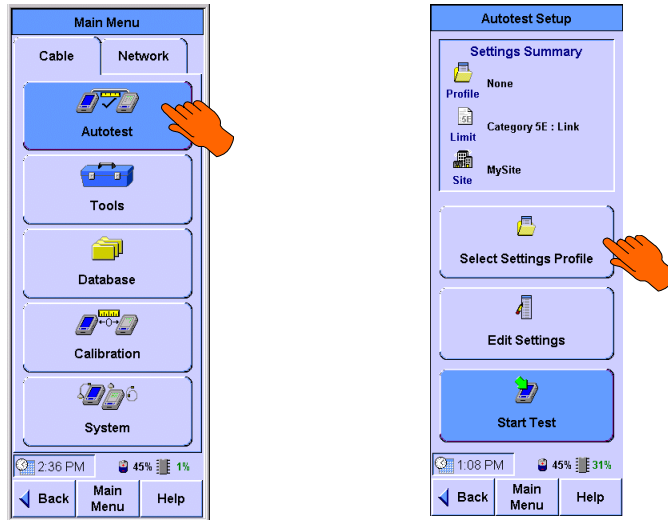 Main Menu
Cable
Network
Autotest
Tools
Database
Calibration
System
2:36 PM
45%
1%
Back
Main
Menu
Help
Autotest Setup
Settings Summary
Profile
None
5E
Limit
Category 5E : Link
Site
MySite
Select Settings Profile
Edit Settings
Start Test
1:08 PM
45%
31%
Back
Main
Menu
Help